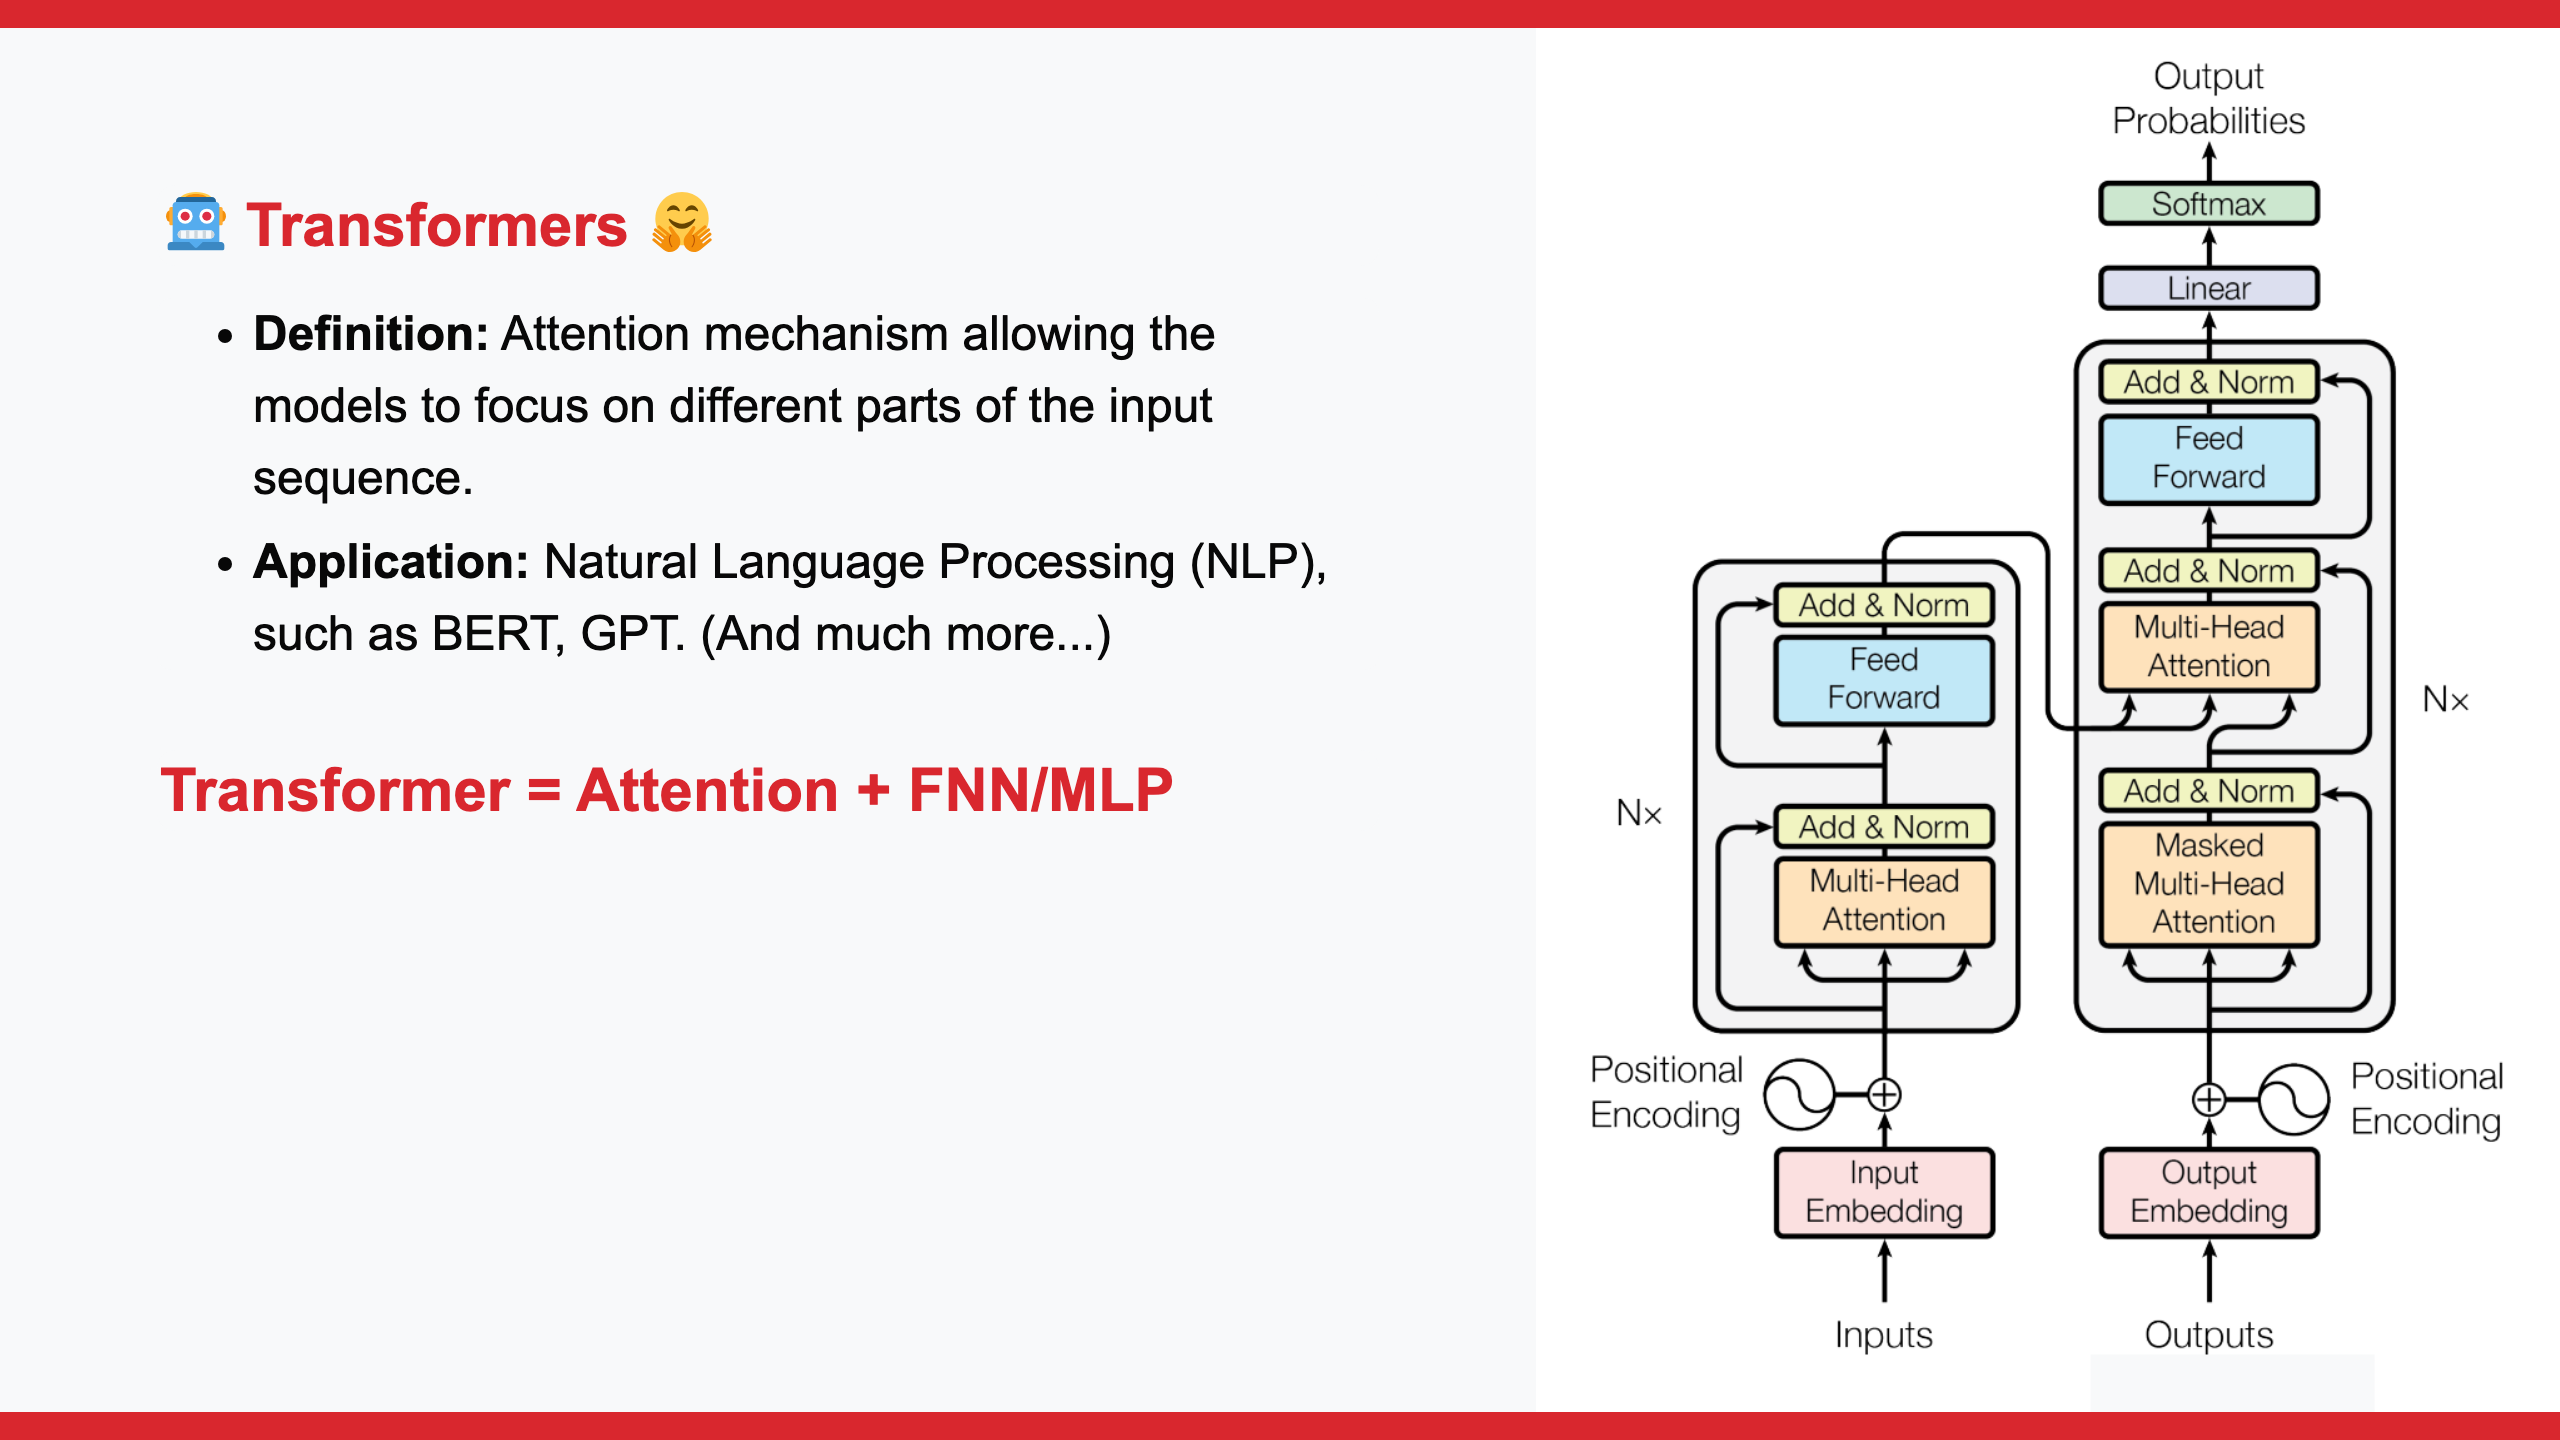 🤖 Transformers 🤗
• Definition: Attention mechanism allowing the
models to focus on different parts of the input
sequence.
• Application: Natural Language Processing (NLP),
such as BERT, GPT. (And much more...)
Transformer = Attention + FNN/MLP
Output
Probabilities
Softmax
Linear
Add & Norm
Feed
Forward
Add & Norm
Multi-Head
Attention
Nx
Add & Norm
Masked
Multi-Head
Attention
Add & Norm
Feed
Forward
Nx
Add & Norm
Multi-Head
Attention
Positional
Encoding
Positional
Encoding
Input
Embedding
Output
Embedding
Inputs
Outputs